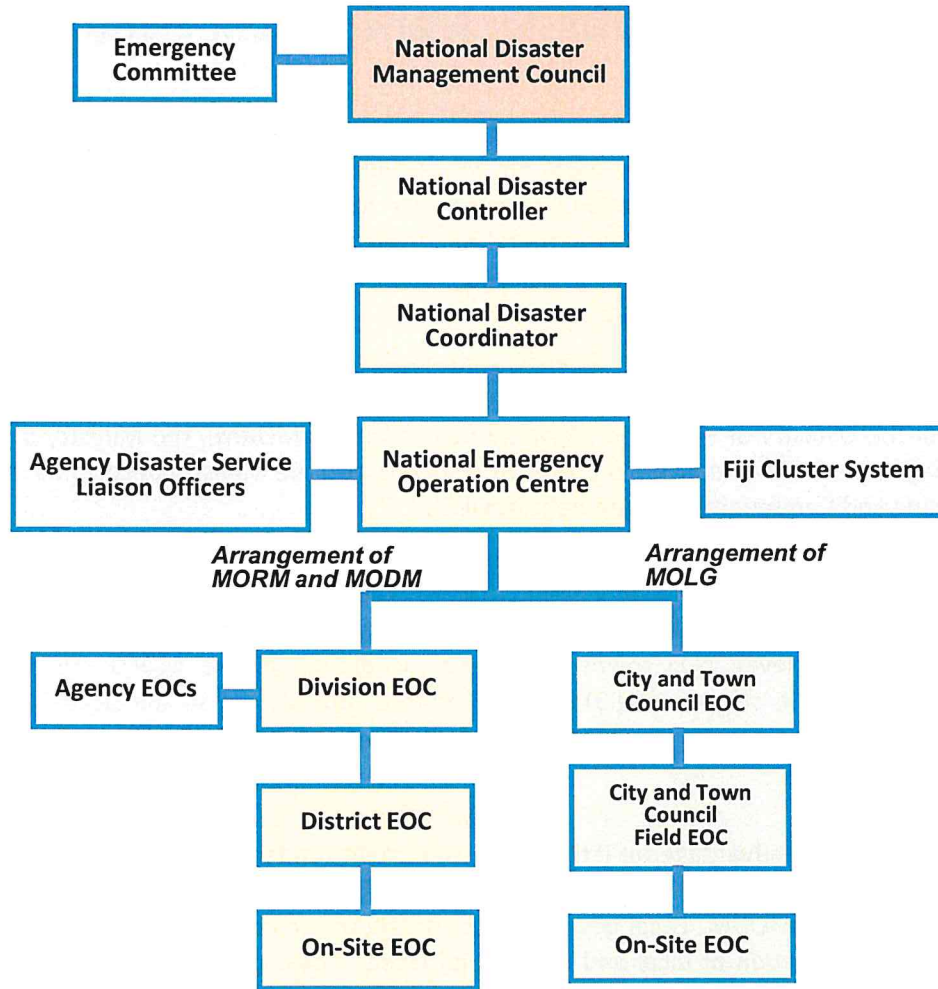 Emergency
Committee
National Disaster
Management Council
National Disaster
Controller
National Disaster
Coordinator
Agency Disaster Service
Liaison Officers
National Emergency
Operation Centre
Fiji Cluster System
Arrangement of
MORM and MODM
Arrangement of
MOLG
Agency EOCs
Division EOC
City and Town
Council EOC
District EOC
City and Town
Council
Field EOC
On-Site EOC
On-Site EOC